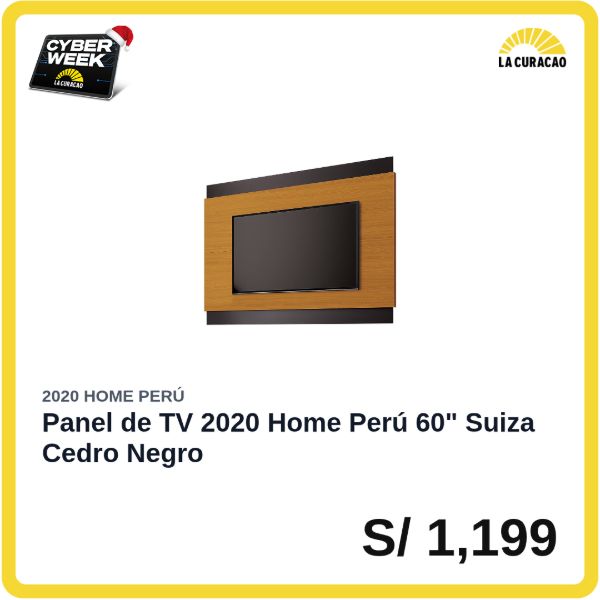 CYBER
WEEK
LA CURACAO
LA CURACAO
2020 HOME PERÚ
Panel de TV 2020 Home Perú 60" Suiza
Cedro Negro
S/ 1,199